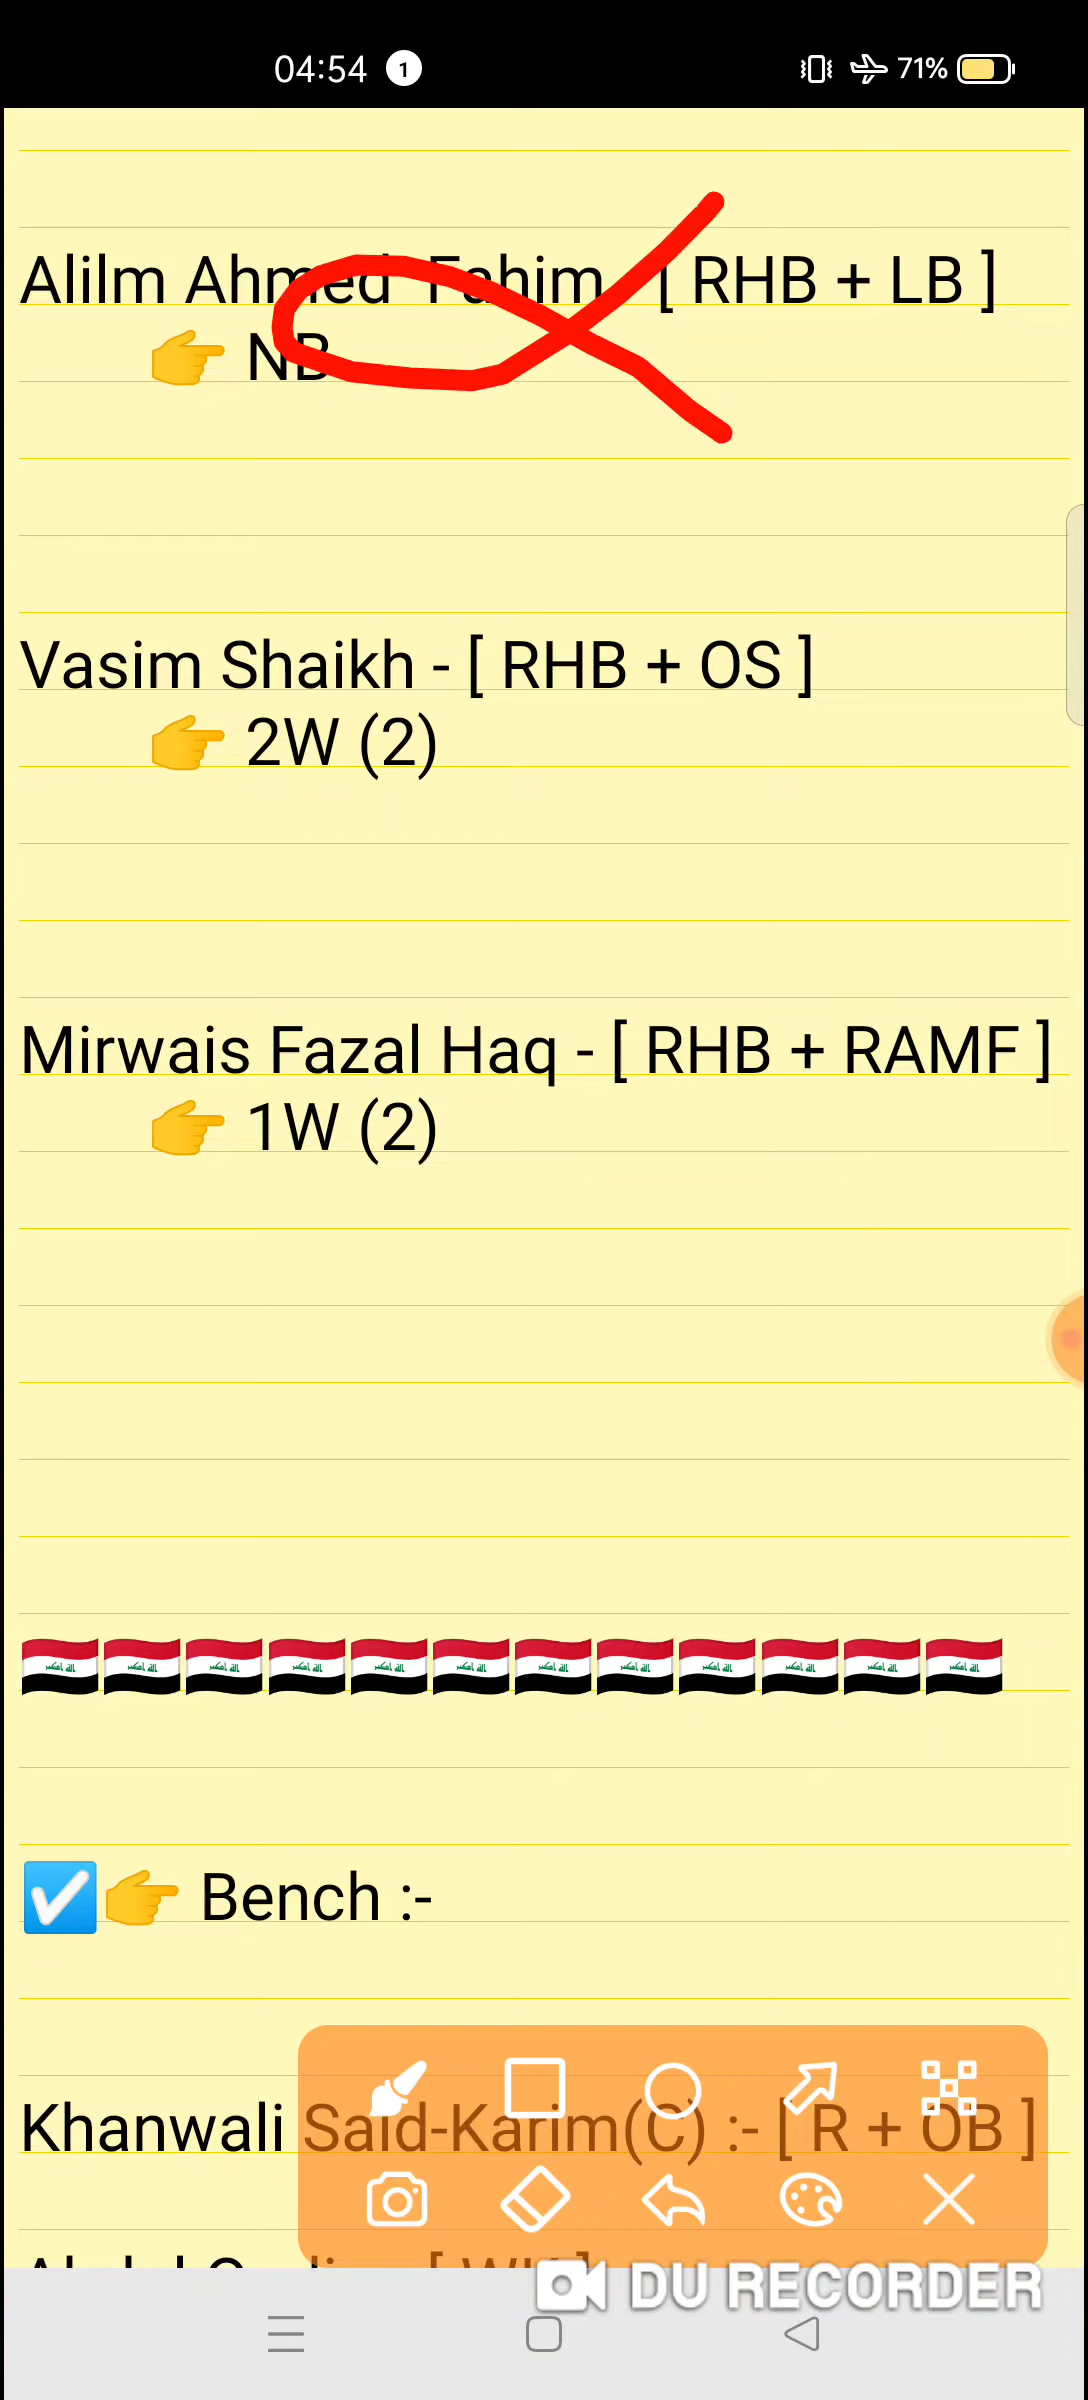 04:54 1 71%
Alilm Ahmed Fahim [ RHB + LB ]
👉 NB
Vasim Shaikh - [ RHB + OS ]
👉 2W (2)
Mirwais Fazal Haq - [ RHB + RAMF ]
👉 1W (2)
🇮🇶🇮🇶🇮🇶🇮🇶🇮🇶🇮🇶🇮🇶🇮🇶🇮🇶🇮🇶🇮🇶🇮🇶
☑️👉 Bench :-
Khanwali Said-Karim(C) :- [ R + OB ]
DU RECORDER